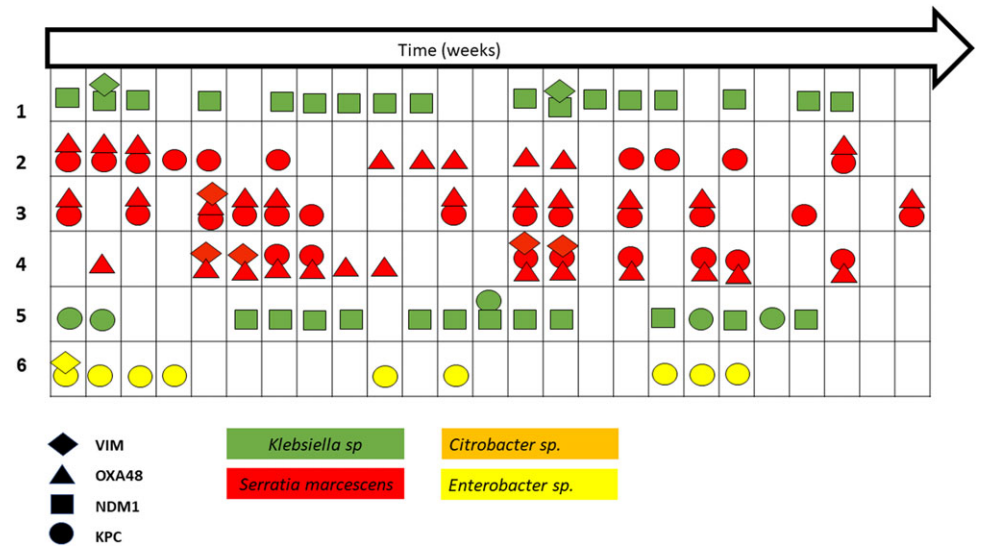 Time (weeks)
1
2
3
4
5
6
VIM
OXA48
NDM1
KPC
Klebsiella sp
Serratia marcescens
Citrobacter sp.
Enterobacter sp.